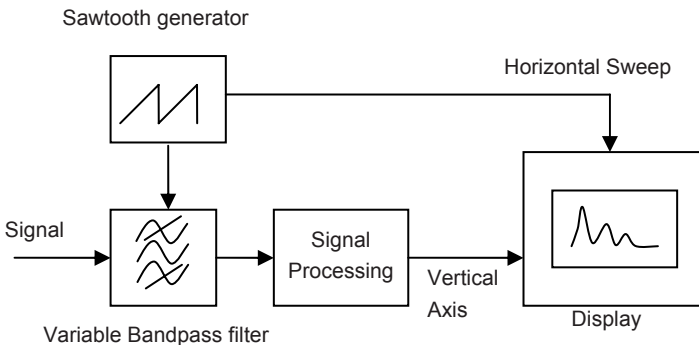 Sawtooth generator
Horizontal Sweep
Signal
Signal
Processing
Vertical
Axis
Display
Variable Bandpass filter